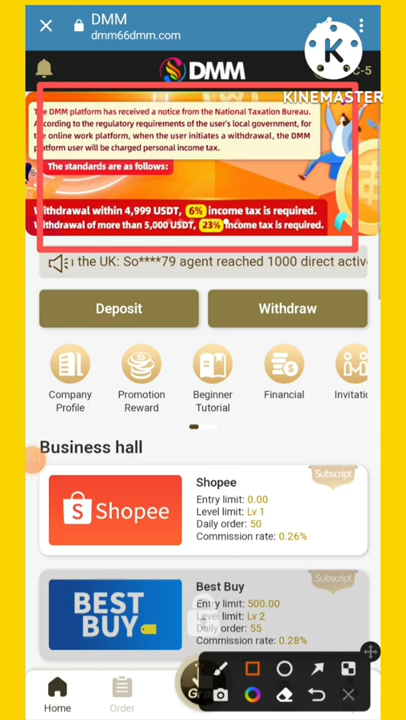 DMM
dmm66dmm.com
K
KINEMASTER
DMM
C-5
The DMM platform has received a notice from the National Taxation Bureau.
According to the regulatory requirements of the user's local government, for
the online work platform, when the user initiates a withdrawal, the DMM
platform user will be charged personal income tax.
The standards are as follows:
Withdrawal within 4,999 USDT, 6% income tax is required.
Withdrawal of more than 5,000 USDT, 23% income tax is required.
the UK: So****79 agent reached 1000 direct activ
Deposit
Withdraw
Company
Profile
Promotion
Reward
Beginner
Tutorial
Financial
Invitatio
Business hall
Subscript
Shopee
Shopee
Entry limit: 0.00
Level limit: Lv 1
Daily order: 50
Commission rate: 0.26%
Subscript
BEST
BUY
Best Buy
Entry limit: 500.00
Level limit: Lv 2
Daily order: 55
Commission rate: 0.28%
Home
Order
Gra